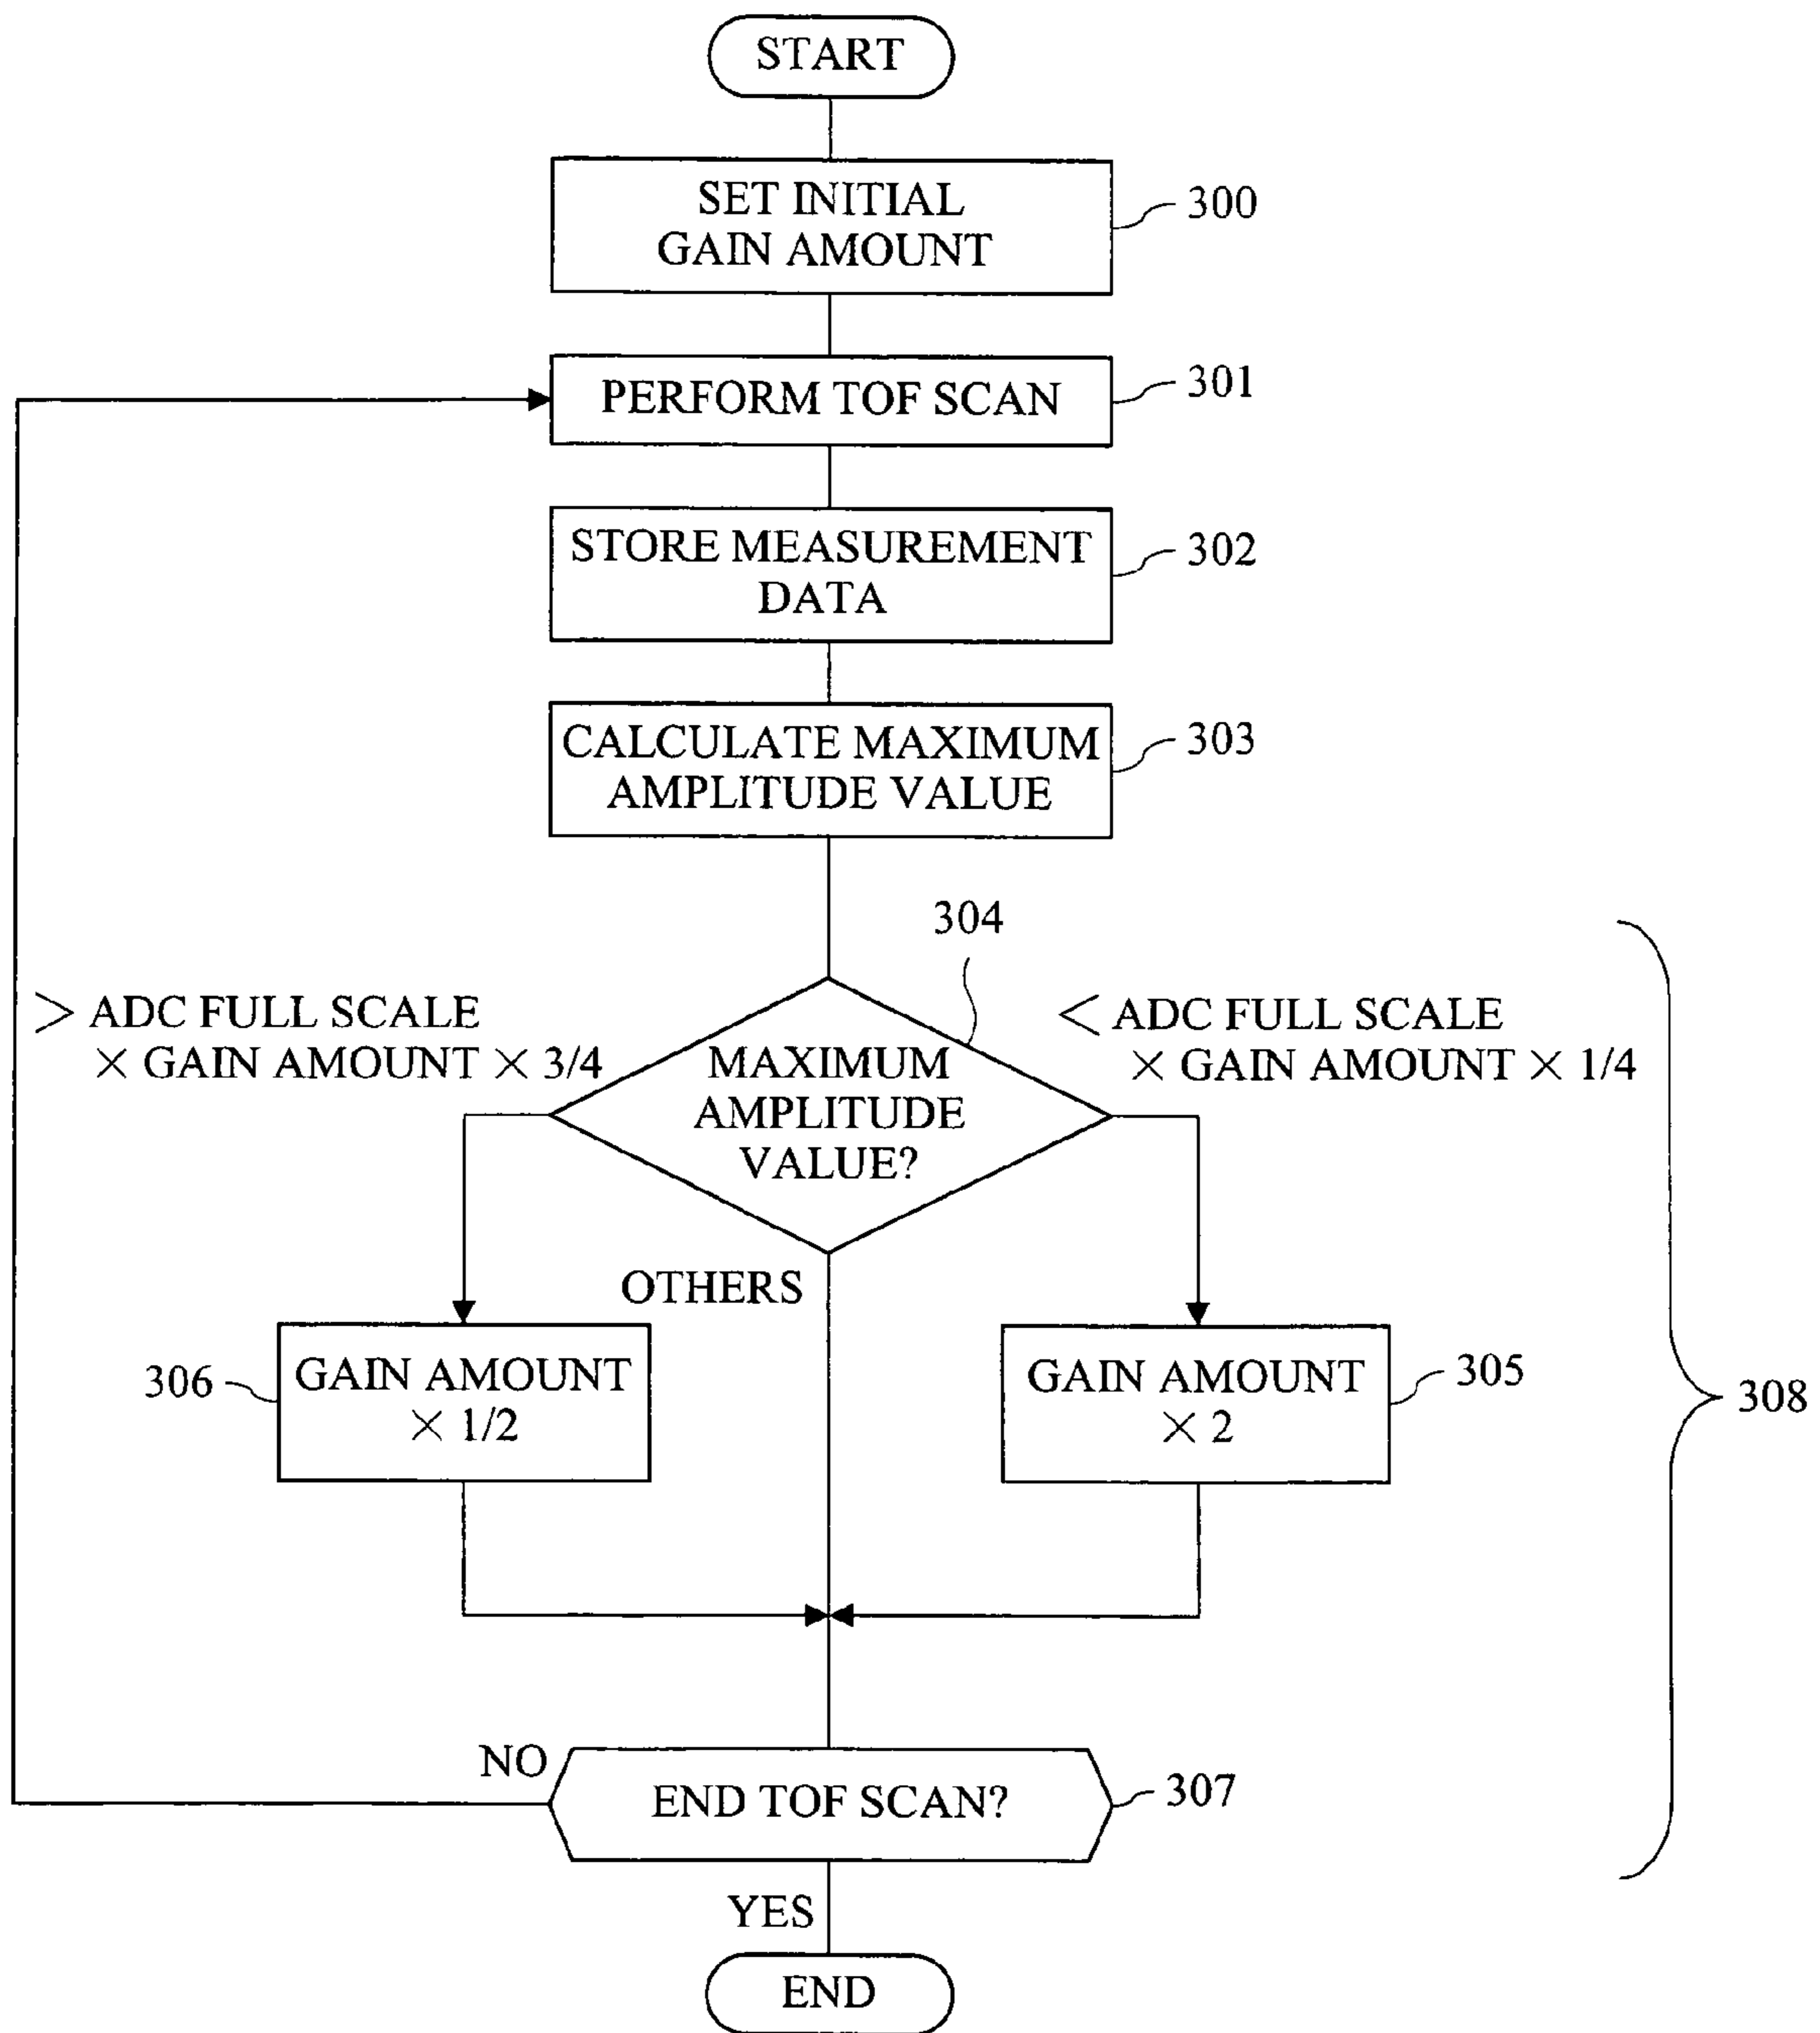 START
SET INITIAL
GAIN AMOUNT
300
PERFORM TOF SCAN
301
STORE MEASUREMENT
DATA
302
CALCULATE MAXIMUM
AMPLITUDE VALUE
303
304
> ADC FULL SCALE
× GAIN AMOUNT × 3/4
< ADC FULL SCALE
× GAIN AMOUNT × 1/4
MAXIMUM
AMPLITUDE
VALUE?
OTHERS
306
GAIN AMOUNT
× 1/2
GAIN AMOUNT
× 2
305
308
NO
END TOF SCAN?
307
YES
END